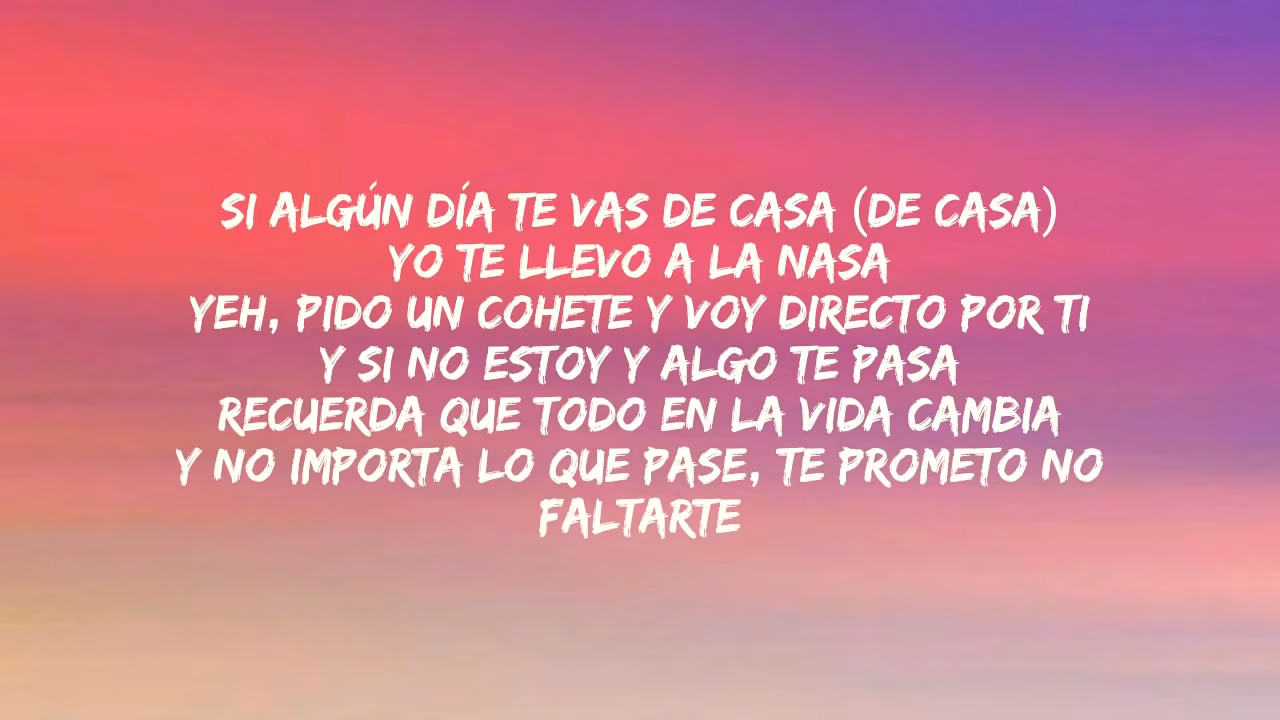 SI ALGÚN DÍA TE VAS DE CASA (DE CASA)
YO TE LLEVO A LA NASA
YEH, PIDO UN COHETE Y VOY DIRECTO POR TI
Y SI NO ESTOY Y ALGO TE PASA
RECUERDA QUE TODO EN LA VIDA CAMBIA
Y NO IMPORTA LO QUE PASE, TE PROMETO NO
FALTARTE